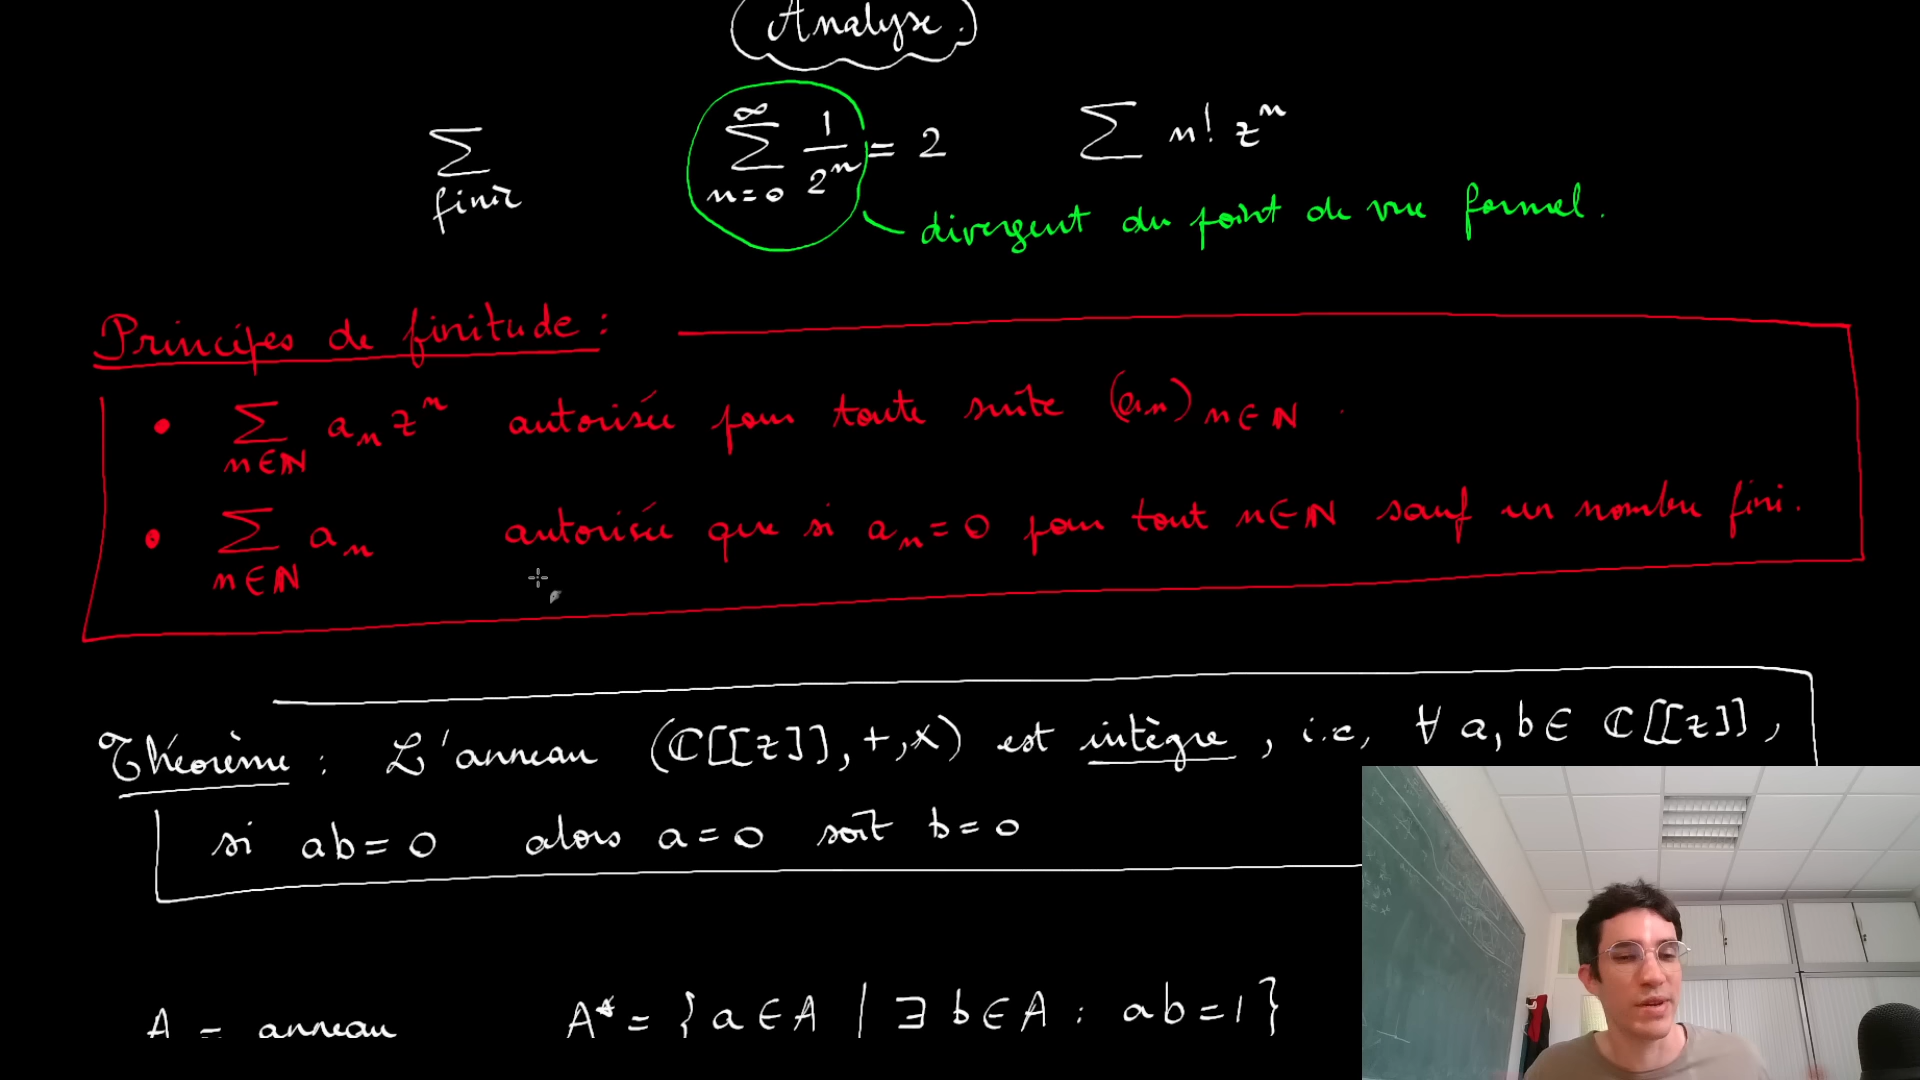 Analyse.
∑ finie ∑_{n=0}^{∞} 1/2^n = 2 ∑ n! z^n
divergent du point de vue formel.
Principes de finitude :
• ∑_{n∈ℕ} a_n z^n autorisée pour toute suite (a_n)_{n∈ℕ}.
• ∑_{n∈ℕ} a_n autorisée que si a_n = 0 pour tout n∈ℕ sauf un nombre fini.
Théorème : L'anneau (ℂ[[z]], +, ×) est intègre, i.e, ∀ a, b ∈ ℂ[[z]],
si ab = 0 alors a = 0 soit b = 0
A = anneau A* = {a ∈ A | ∃ b ∈ A : ab = 1}